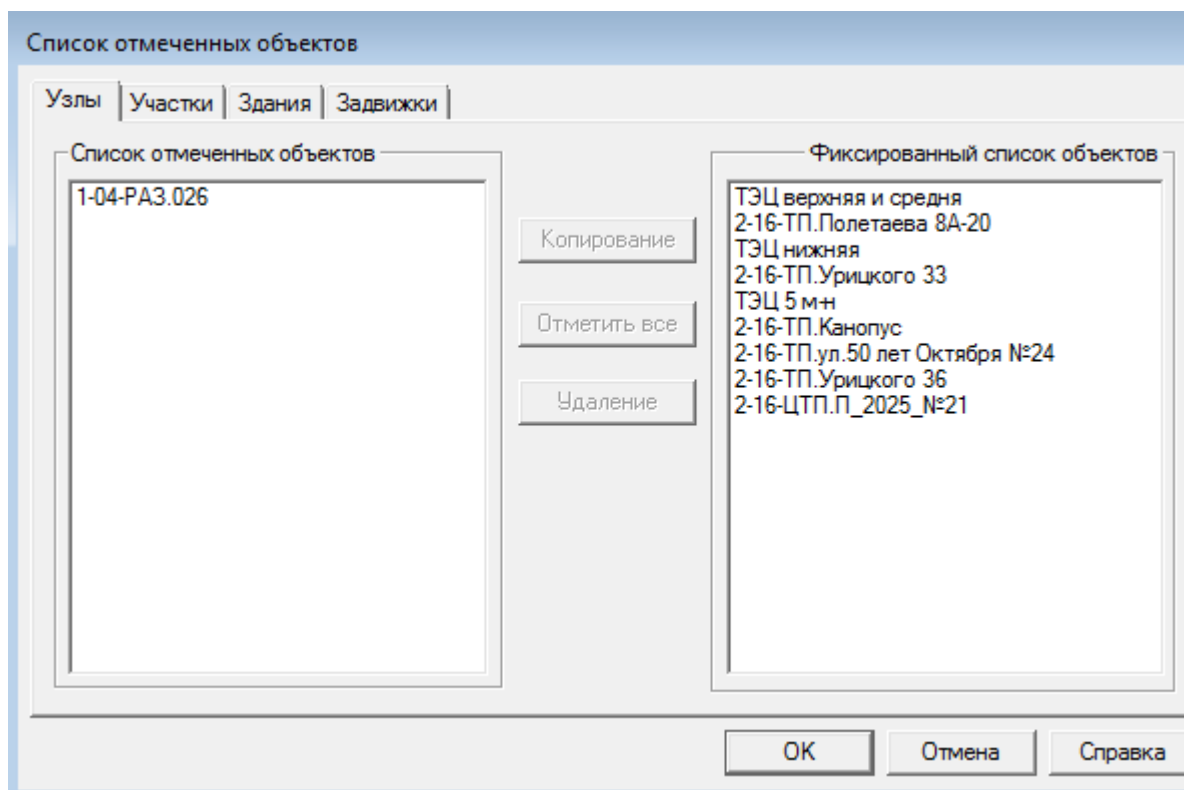 Список отмеченных объектов
Узлы
Участки
Здания
Задвижки
Список отмеченных объектов
1-04-РАЗ.026
Копирование
Отметить все
Удаление
Фиксированный список объектов
ТЭЦ верхняя и средня
2-16-ТП.Полетаева 8А-20
ТЭЦ нижняя
2-16-ТП.Урицкого 33
ТЭЦ 5 м-н
2-16-ТП.Канопус
2-16-ТП.ул.50 лет Октября №24
2-16-ТП.Урицкого 36
2-16-ЦТП.П_2025_№21
OK
Отмена
Справка